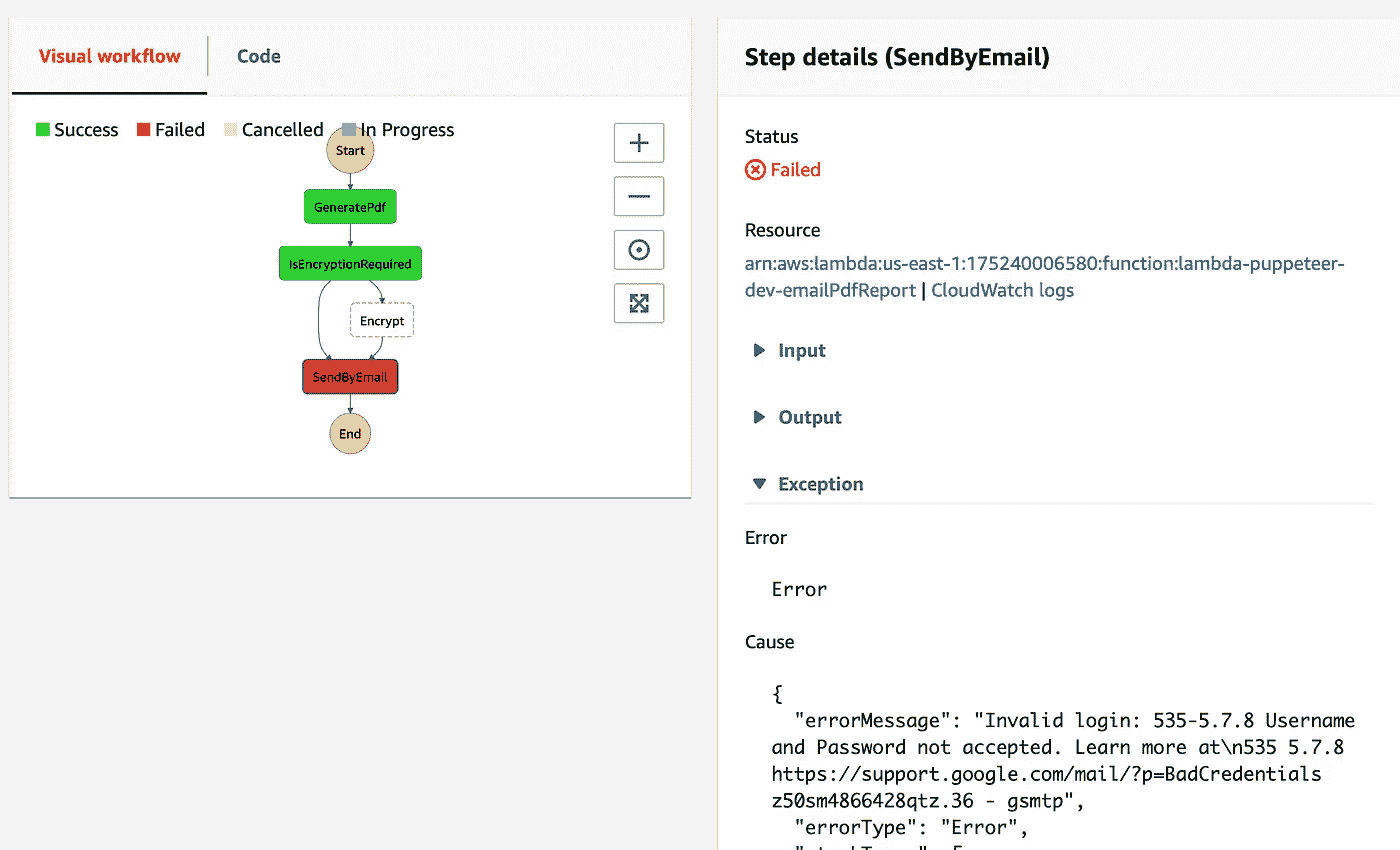 Visual workflow
Code
Success
Failed
Cancelled
In Progress
Start
GeneratePdf
IsEncryptionRequired
Encrypt
SendByEmail
End
Step details (SendByEmail)
Status
Failed
Resource
arn:aws:lambda:us-east-1:175240006580:function:lambda-puppeteer-
dev-emailPdfReport | CloudWatch logs
Input
Output
Exception
Error
Error
Cause
{
"errorMessage": "Invalid login: 535-5.7.8 Username
and Password not accepted. Learn more at\n535 5.7.8
https://support.google.com/mail/?p=BadCredentials
z50sm4866428qtz.36 - gsmtp",
"errorType": "Error",